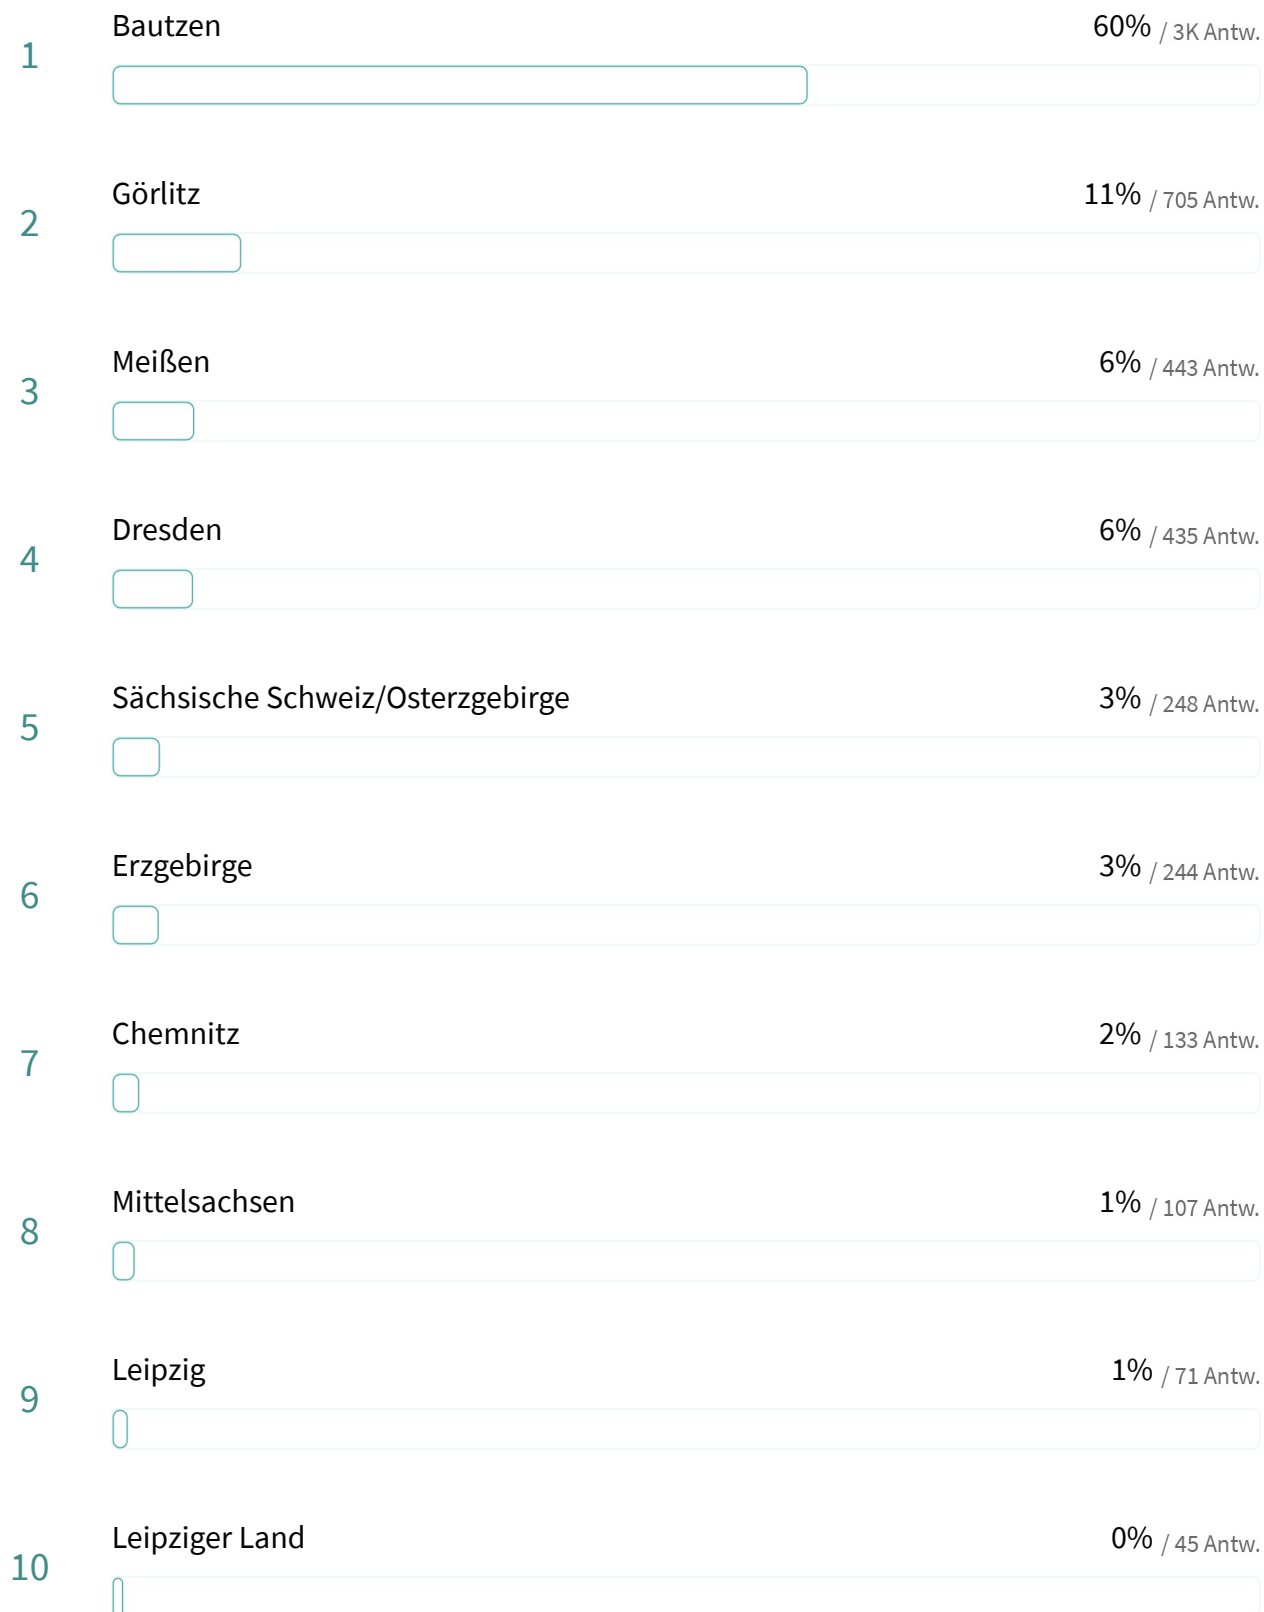 1
Bautzen
60% / 3K Antw.
2
Görlitz
11% / 705 Antw.
3
Meißen
6% / 443 Antw.
4
Dresden
6% / 435 Antw.
5
Sächsische Schweiz/Osterzgebirge
3% / 248 Antw.
6
Erzgebirge
3% / 244 Antw.
7
Chemnitz
2% / 133 Antw.
8
Mittelsachsen
1% / 107 Antw.
9
Leipzig
1% / 71 Antw.
10
Leipziger Land
0% / 45 Antw.